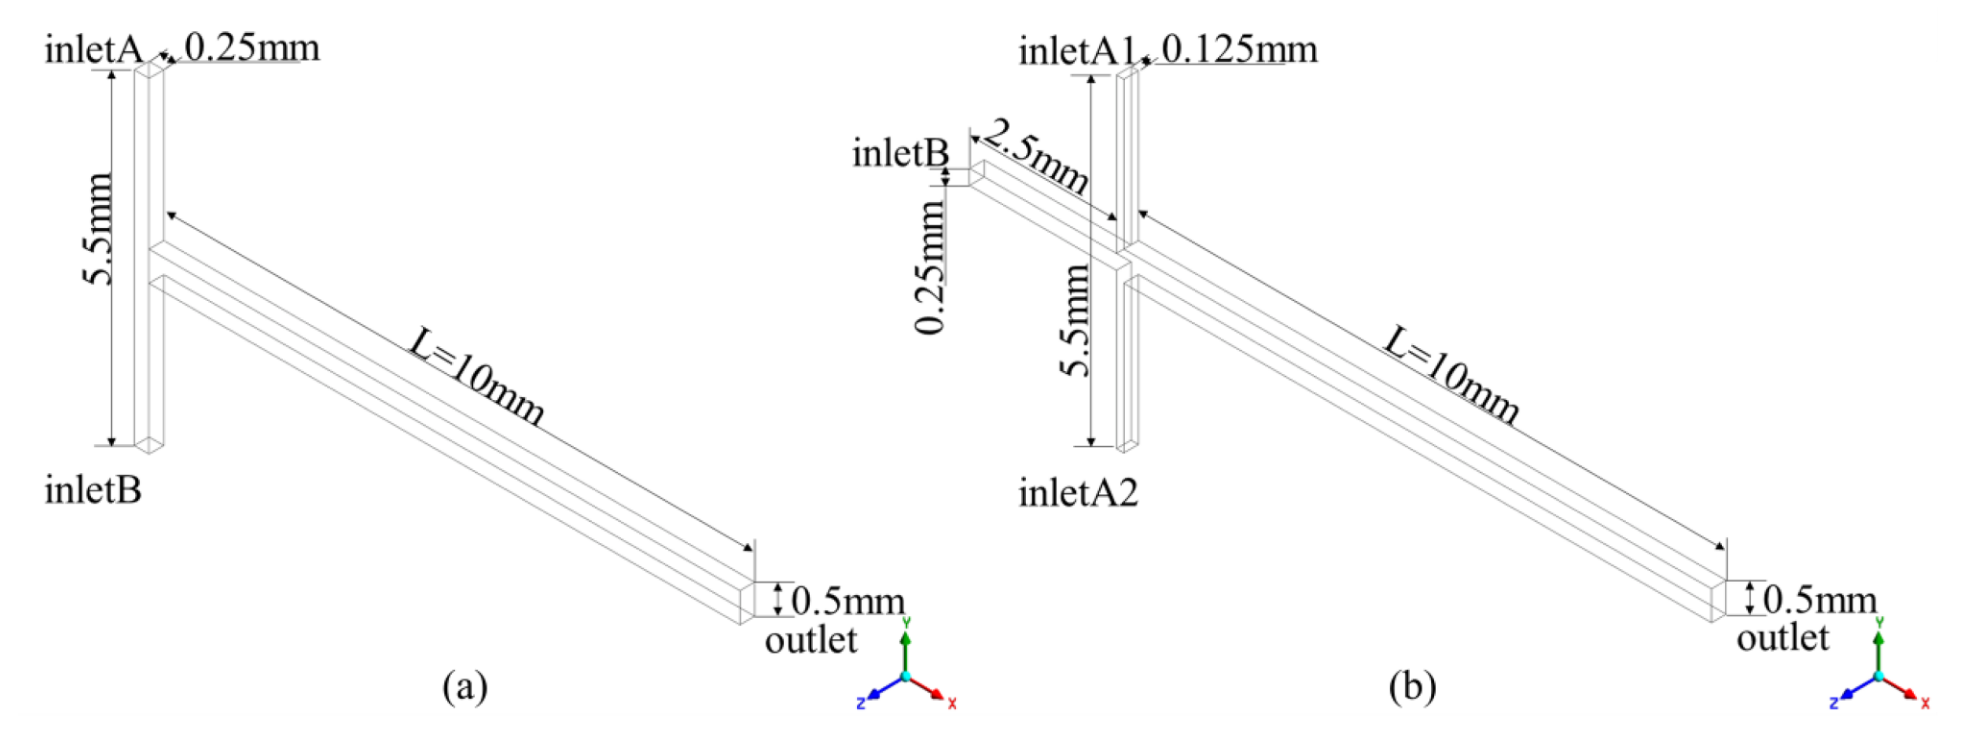 inletA
0.25mm
5.5mm
L=10mm
inletB
0.5mm
outlet
Y
Z
X
(a)
inletA1
0.125mm
inletB
2.5mm
0.25mm
5.5mm
L=10mm
inletA2
0.5mm
outlet
Y
Z
X
(b)